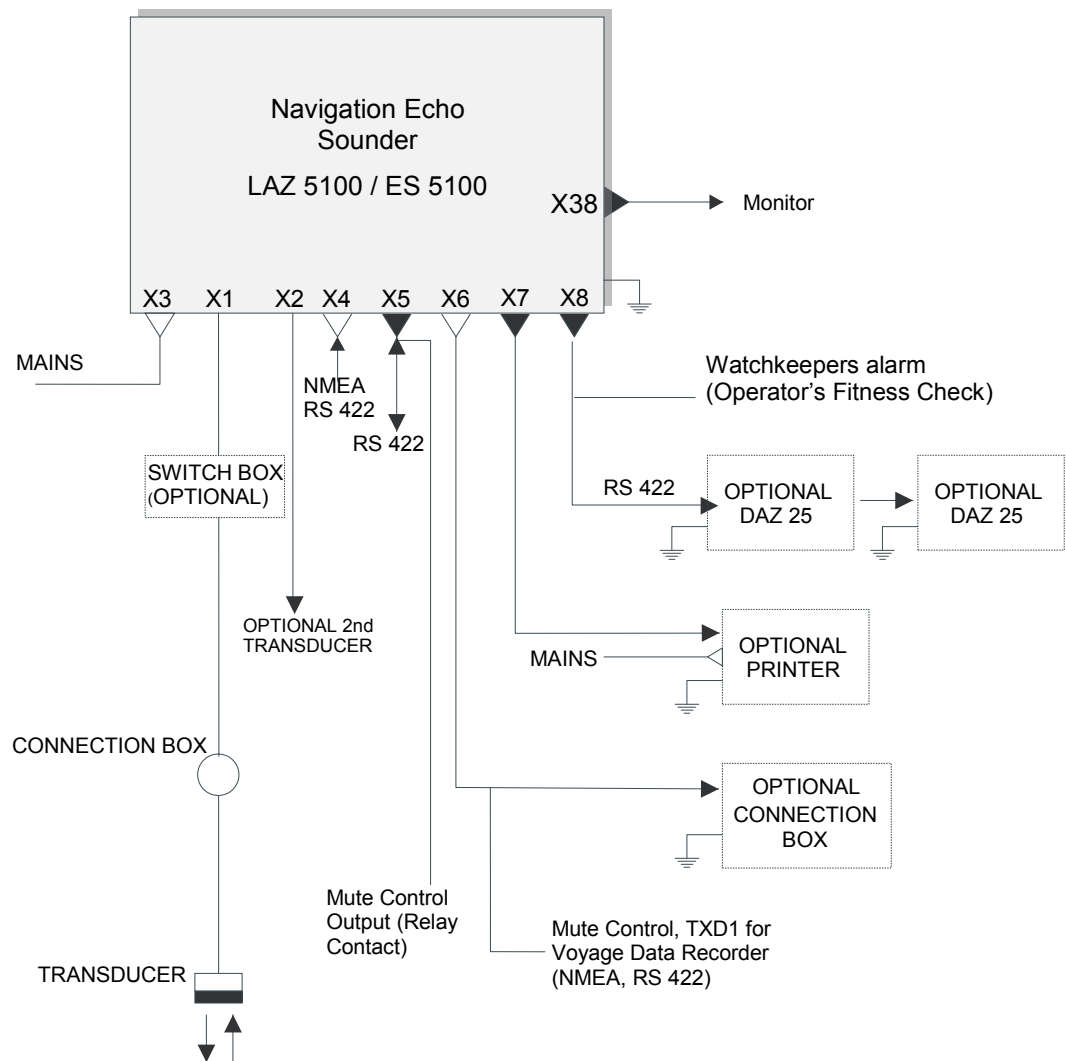 Navigation Echo
Sounder
LAZ 5100 / ES 5100
X38
Monitor
X3 X1 X2 X4 X5 X6 X7 X8
MAINS
NMEA
RS 422
RS 422
Watchkeepers alarm
(Operator's Fitness Check)
SWITCH BOX
(OPTIONAL)
RS 422
OPTIONAL
DAZ 25
OPTIONAL
DAZ 25
OPTIONAL 2nd
TRANSDUCER
MAINS
OPTIONAL
PRINTER
CONNECTION BOX
OPTIONAL
CONNECTION
BOX
Mute Control
Output (Relay
Contact)
Mute Control, TXD1 for
Voyage Data Recorder
(NMEA, RS 422)
TRANSDUCER